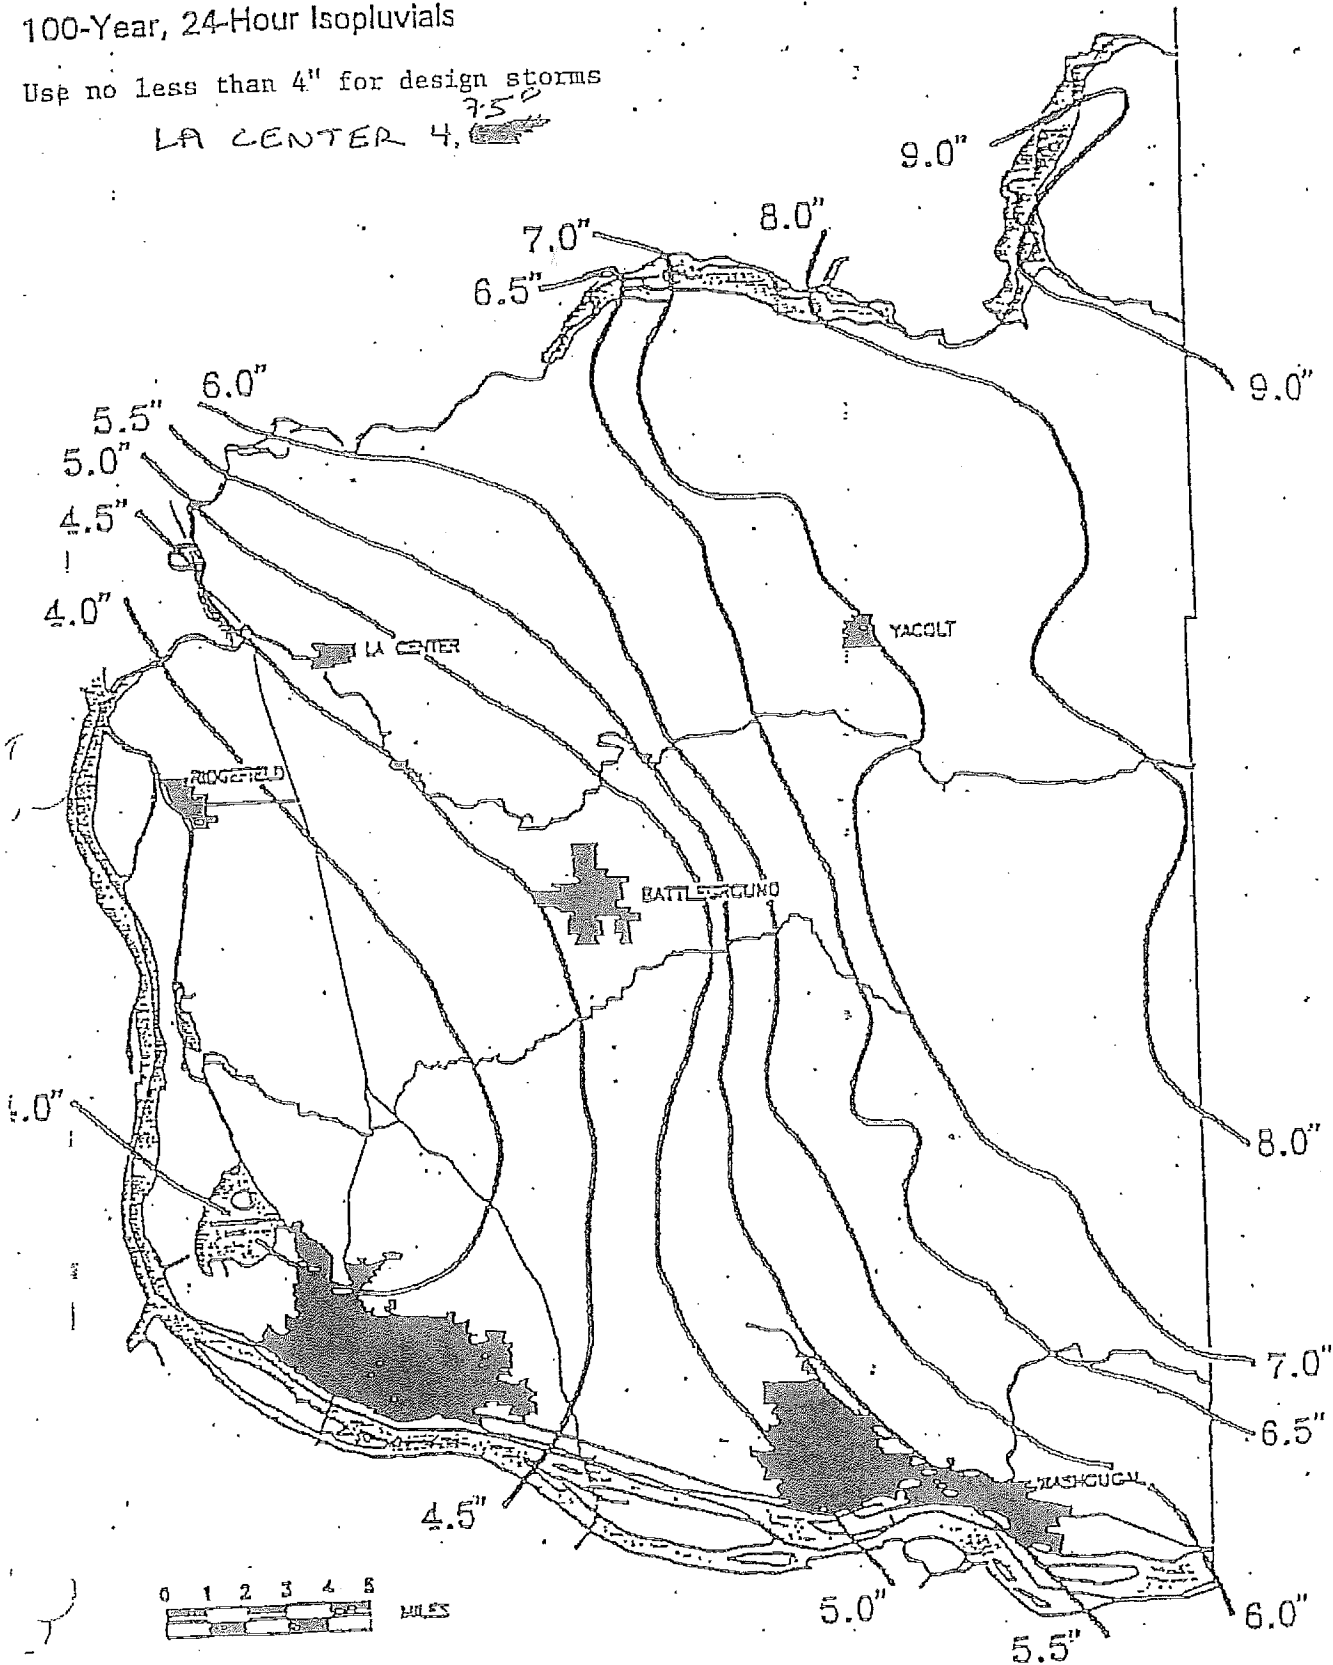 100-Year, 24-Hour Isopluvials
Use no less than 4" for design storms
7.5"
LA CENTER 4.
9.0"
8.0"
7.0"
6.5"
6.0"
9.0"
5.5"
5.0"
4.5"
4.0"
YACOLT
LA CENTER
RIDGEFIELD
BATTLEGROUND
.0"
8.0"
7.0"
6.5"
WASHOUGAL
4.5"
0 1 2 3 4 5
MILES
5.0"
6.0"
5.5"